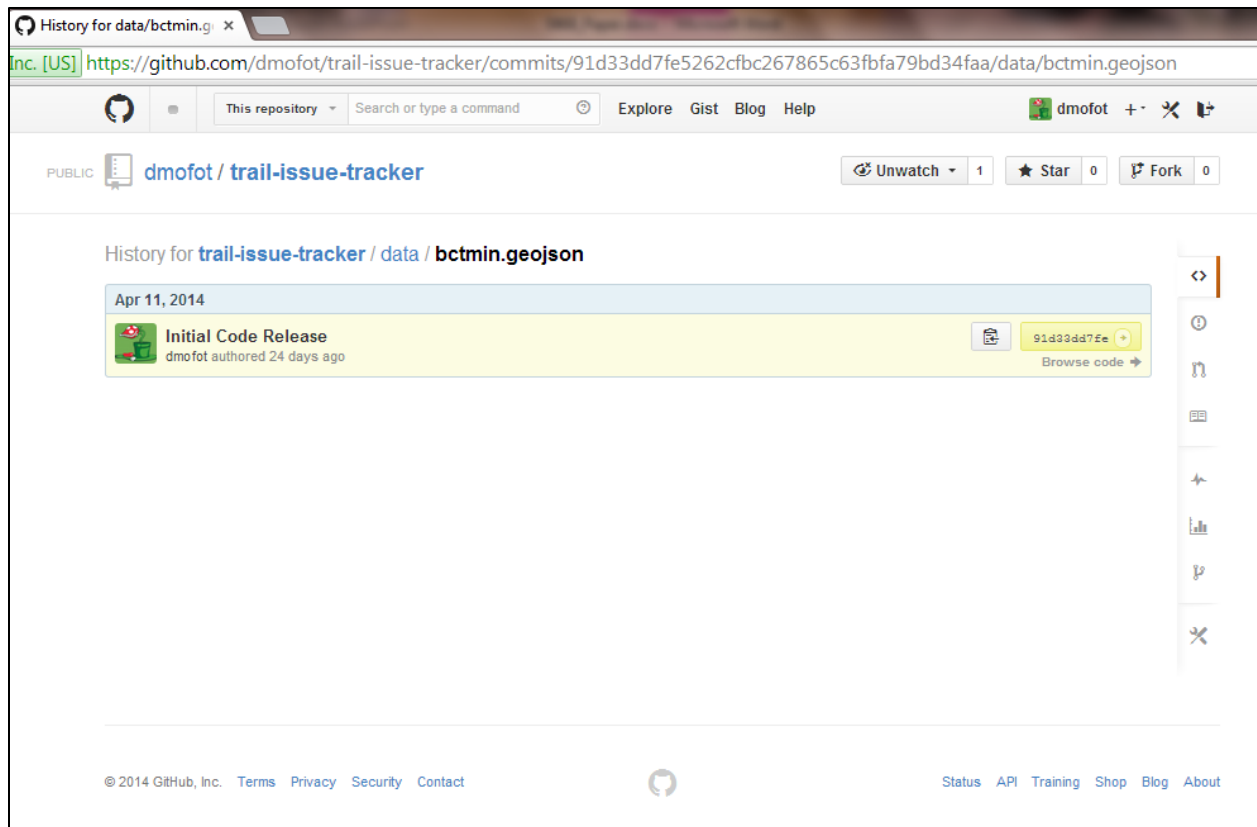 History for data/bctmin.g
Inc. [US] https://github.com/dmofot/trail-issue-tracker/commits/91d33dd7fe5262cfbc267865c63fbfa79bd34faa/data/bctmin.geojson
This repository Search or type a command Explore Gist Blog Help dmofot
PUBLIC dmofot / trail-issue-tracker Unwatch 1 Star 0 Fork 0
History for trail-issue-tracker / data / bctmin.geojson
Apr 11, 2014
Initial Code Release
dmofot authored 24 days ago
91d33dd7fe
Browse code
© 2014 GitHub, Inc. Terms Privacy Security Contact Status API Training Shop Blog About